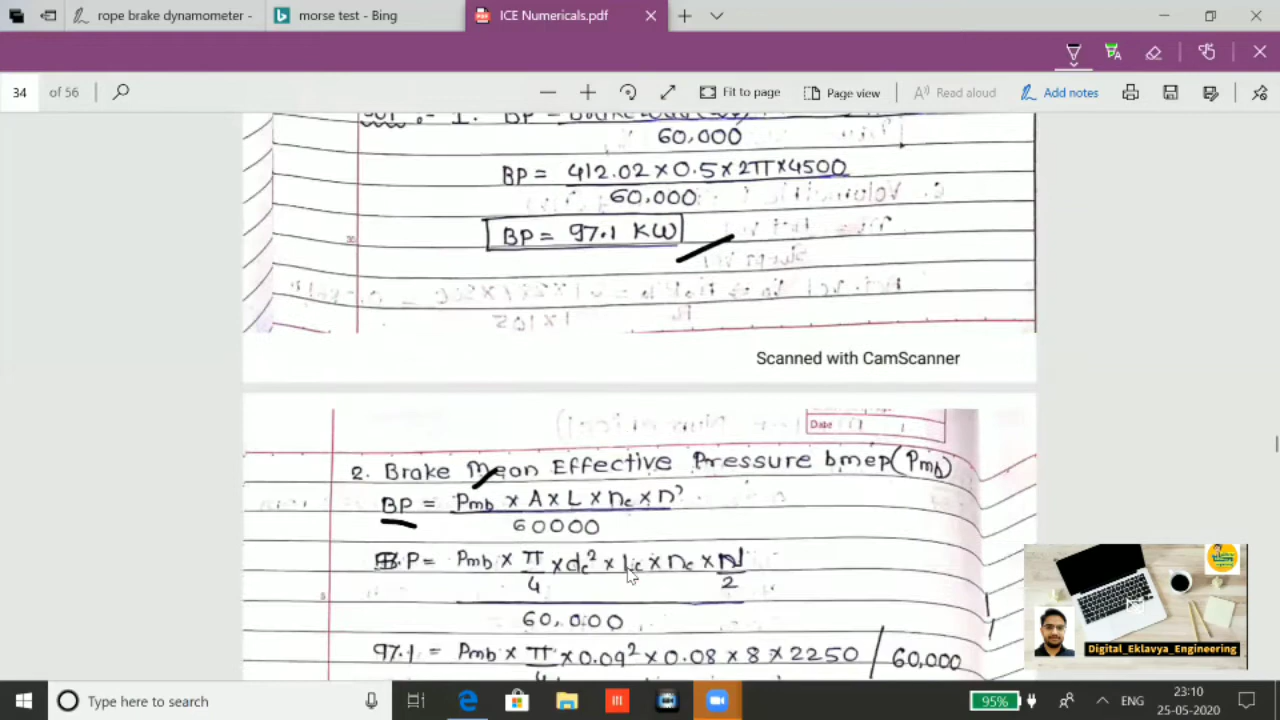 rope brake dynamometer -
morse test - Bing
ICE Numericals.pdf
34 of 56
Fit to page
Page view
Read aloud
Add notes
60,000
BP = 412.02 × 0.5 × 2π × 4500
60,000
BP = 97.1 KW
Scanned with CamScanner
Date
2. Brake Mean Effective Pressure bmep (Pmb)
BP = Pmb × A × L × nc × n
60000
B.P = Pmb × π × dc² × Lc × nc × N
4 2
60,000
97.1 = Pmb × π × 0.09² × 0.08 × 8 × 2250 / 60,000
4
Digital_Eklavya_Engineering
Type here to search
95%
ENG
23:10
25-05-2020